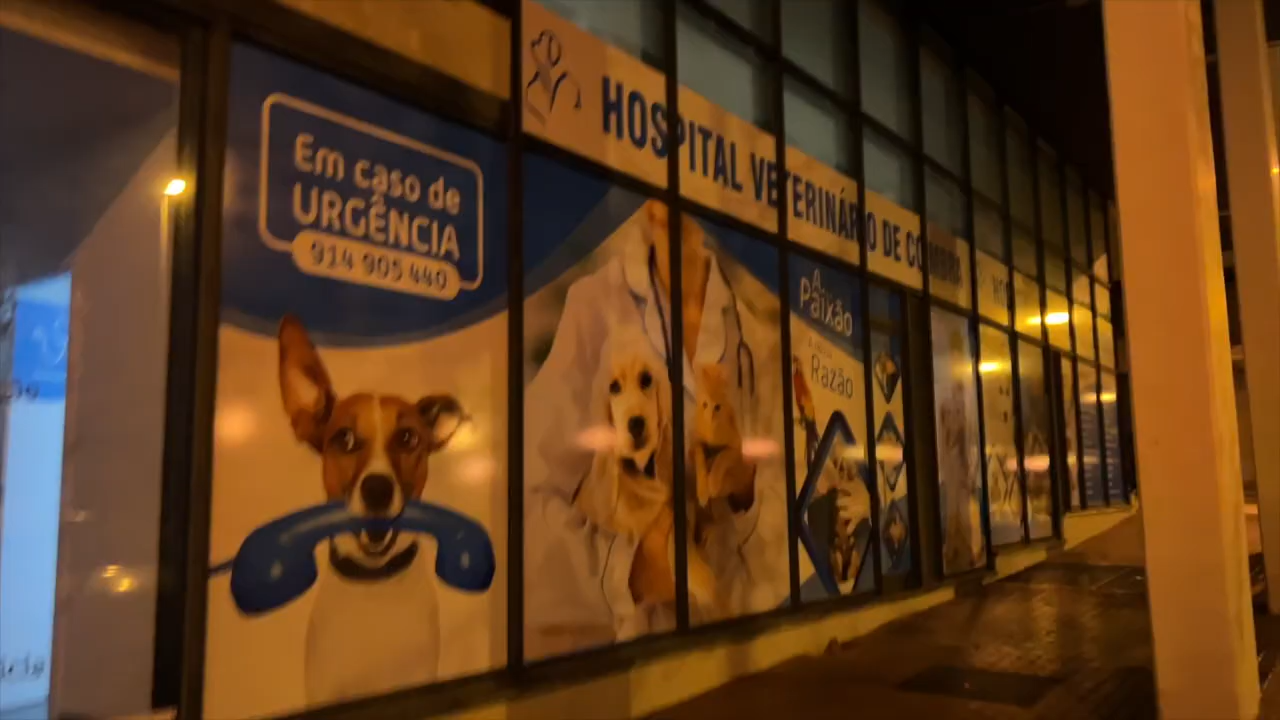 Em caso de
URGÊNCIA
914 905 440
HOSPITAL VETERINÁRIO DE COIMBRA
A
Paixão
Razão